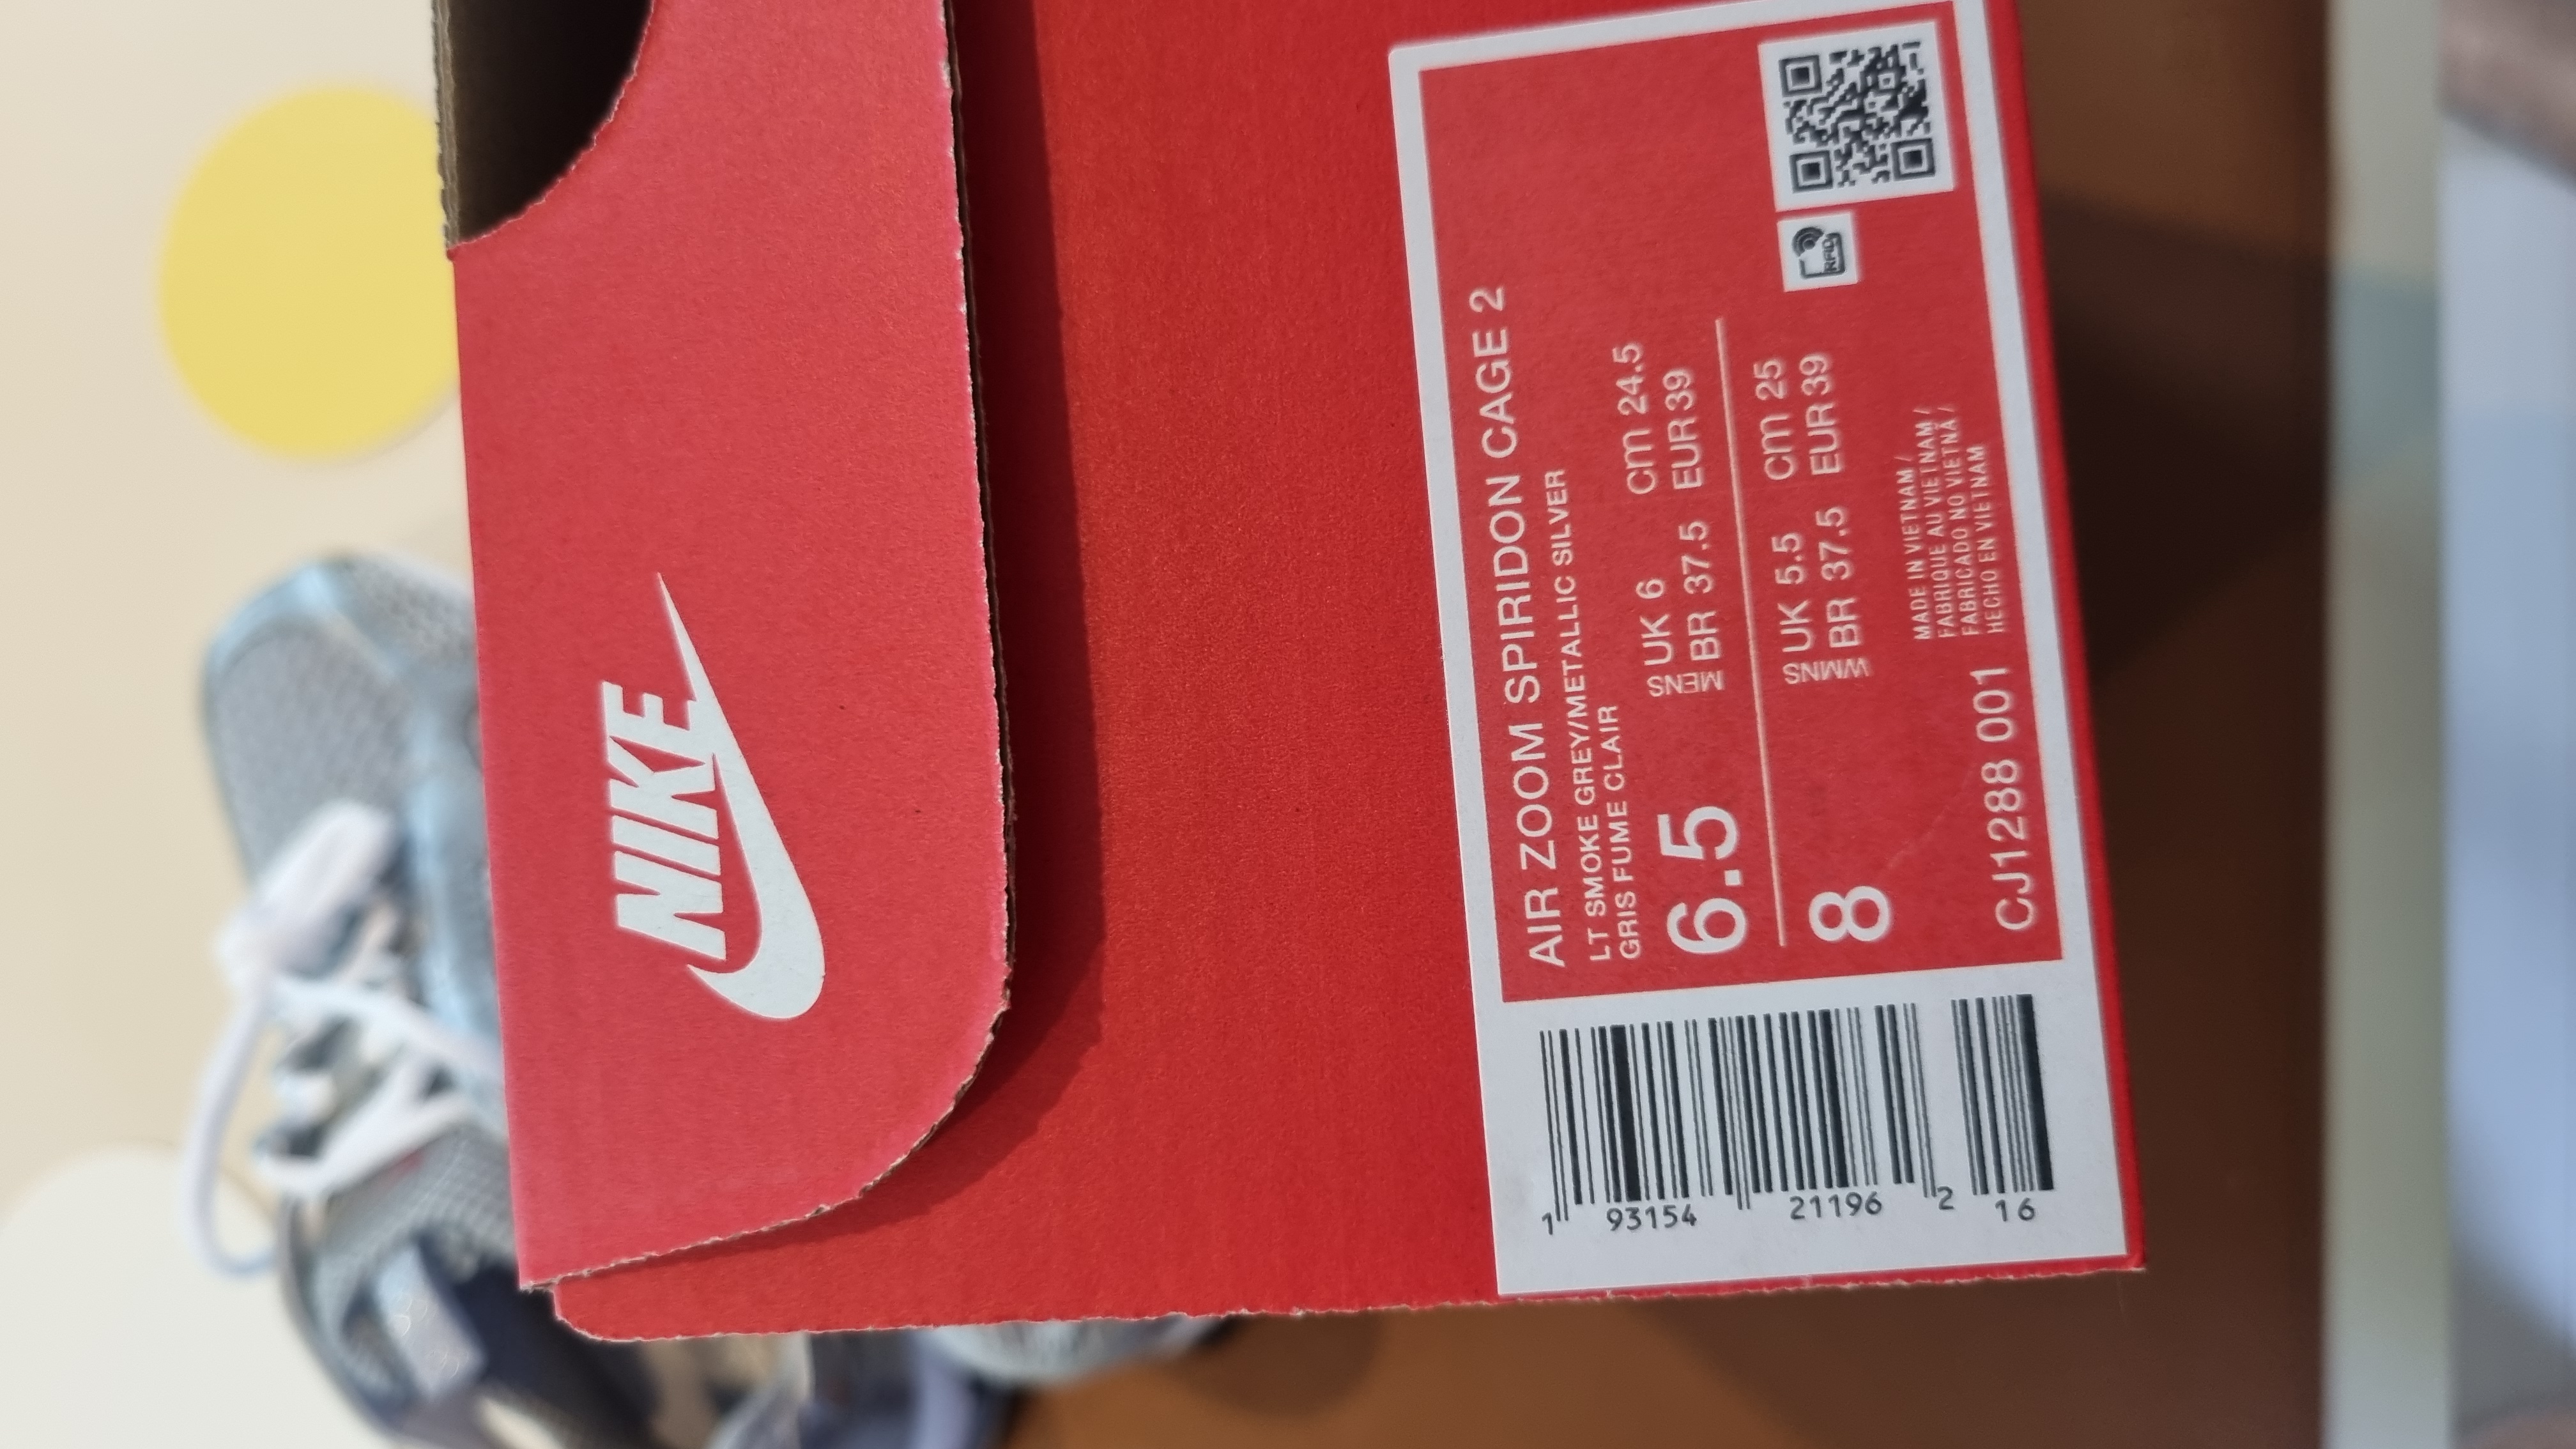 NIKE
AIR ZOOM SPIRIDON CAGE 2
LT SMOKE GREY/METALLIC SILVER
GRIS FUME CLAIR
6.5 MENS UK 6 cm 24.5
BR 37.5 EUR 39
8 WMNS UK 5.5 cm 25
BR 37.5 EUR 39
RFID
MADE IN VIETNAM /
FABRIQUE AU VIETNAM /
FABRICADO NO VIETNÃ /
HECHO EN VIETNAM
CJ1288 001
1 93154 21196 2 16